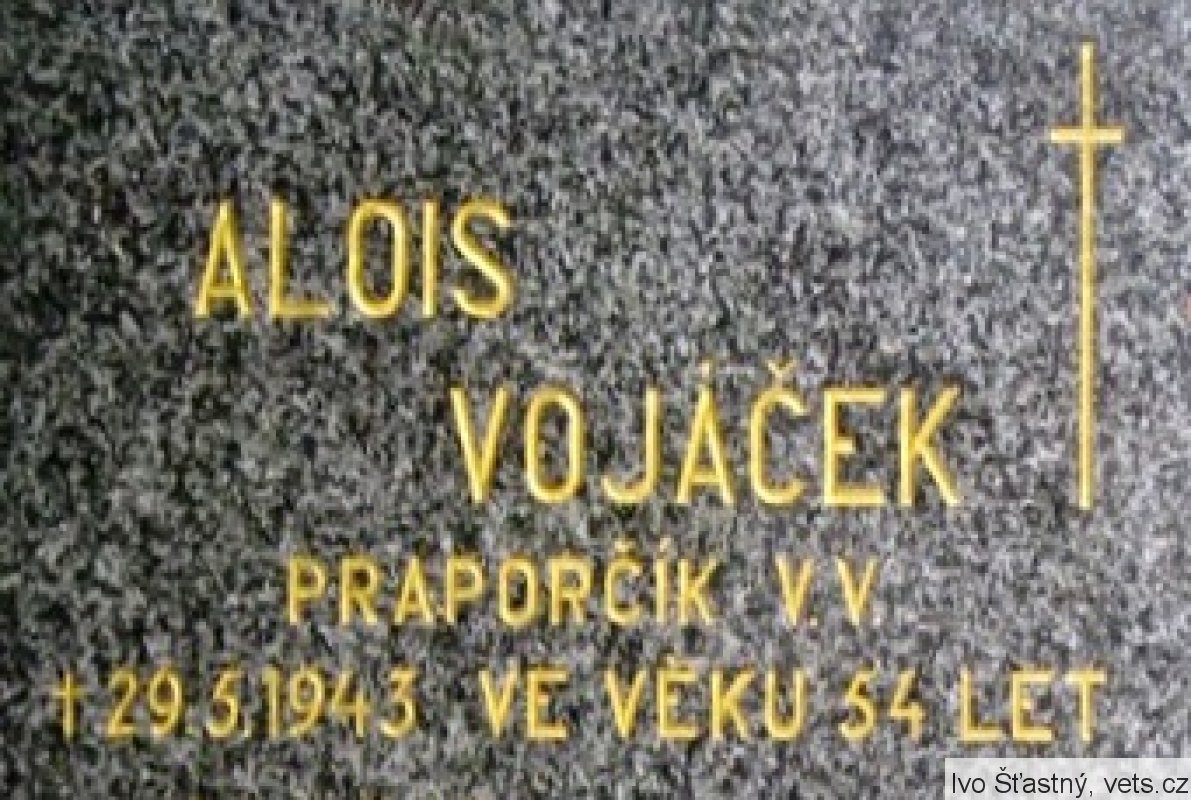 ALOIS
VOJÁČEK
PRAPORČÍK V.V
† 29.5.1943 VE VĚKU 54 LET
Ivo Šťastný, vets.cz